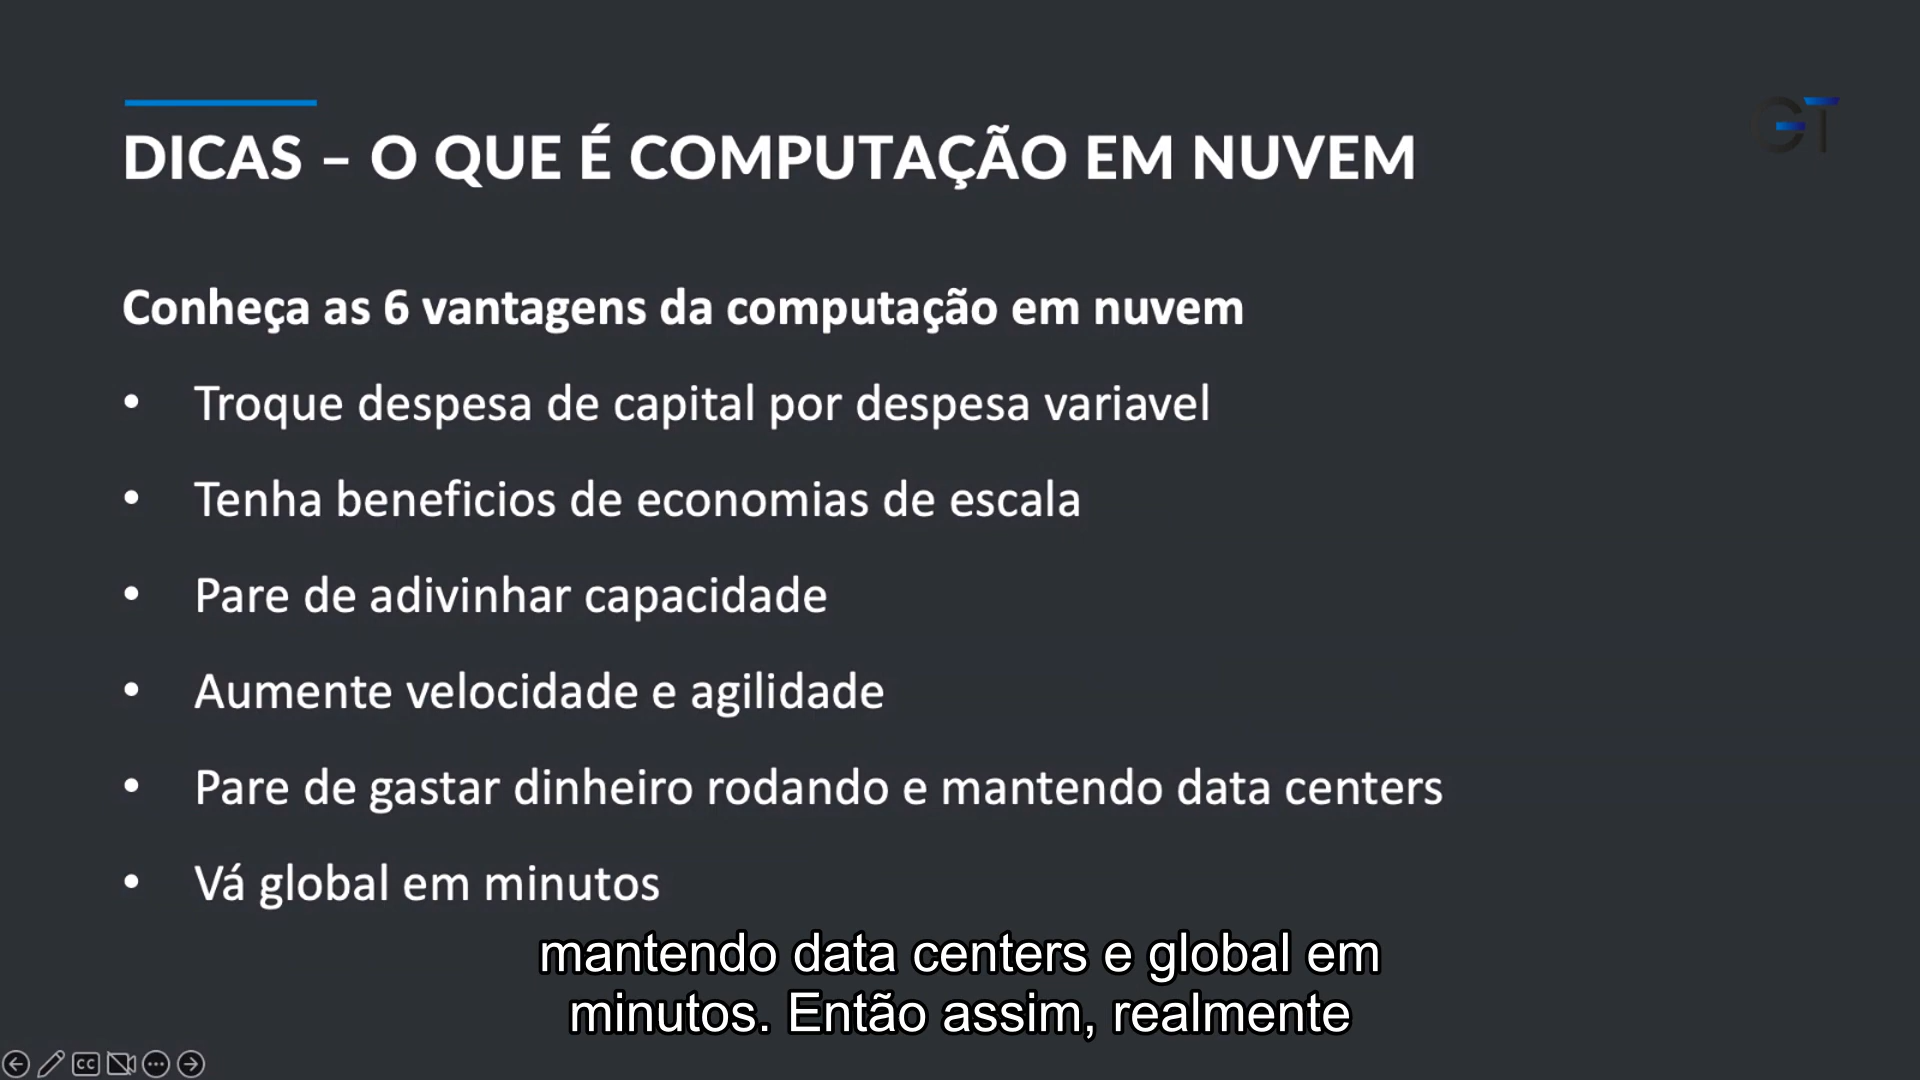 GT
DICAS – O QUE É COMPUTAÇÃO EM NUVEM
Conheça as 6 vantagens da computação em nuvem
• Troque despesa de capital por despesa variavel
• Tenha beneficios de economias de escala
• Pare de adivinhar capacidade
• Aumente velocidade e agilidade
• Pare de gastar dinheiro rodando e mantendo data centers
• Vá global em minutos
mantendo data centers e global em
minutos. Então assim, realmente
CC